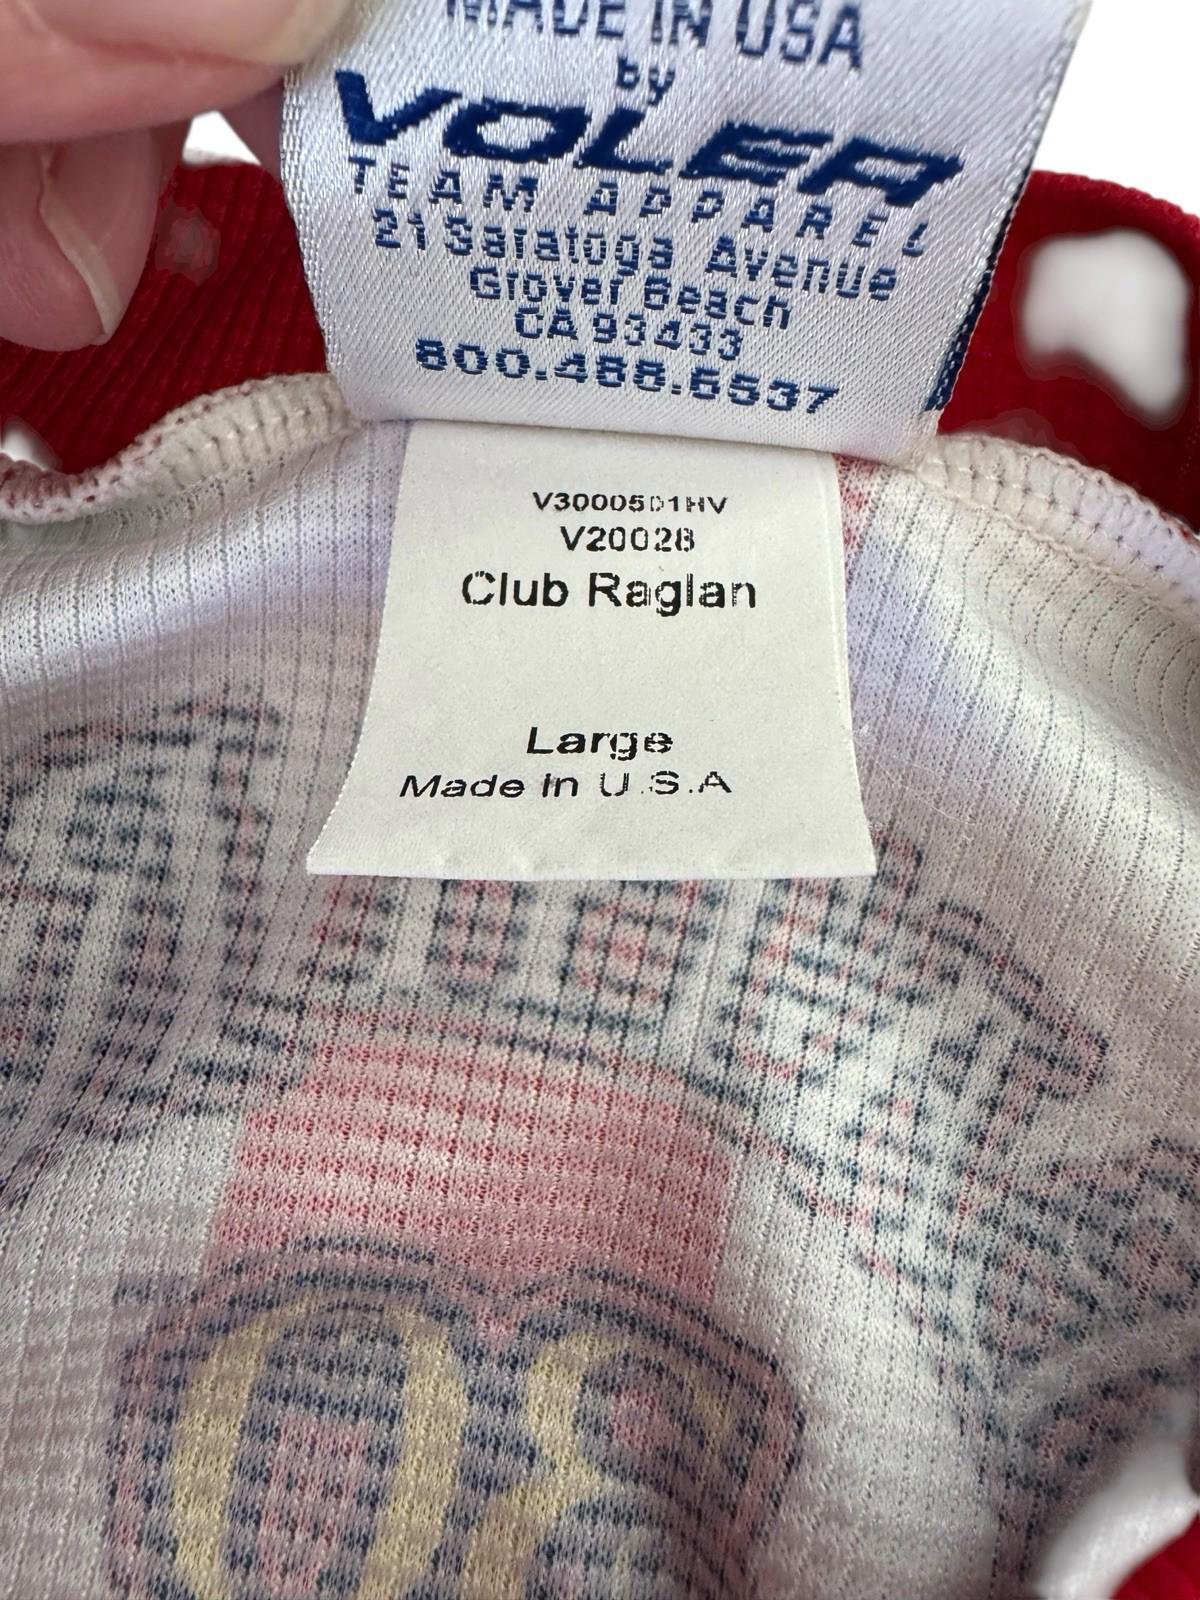 MADE IN USA
by
VOLER
TEAM APPAREL
21 Saratoga Avenue
Grover Beach
CA 93433
800.488.6537
V3000501HV
V20028
Club Raglan
Large
Made In U.S.A